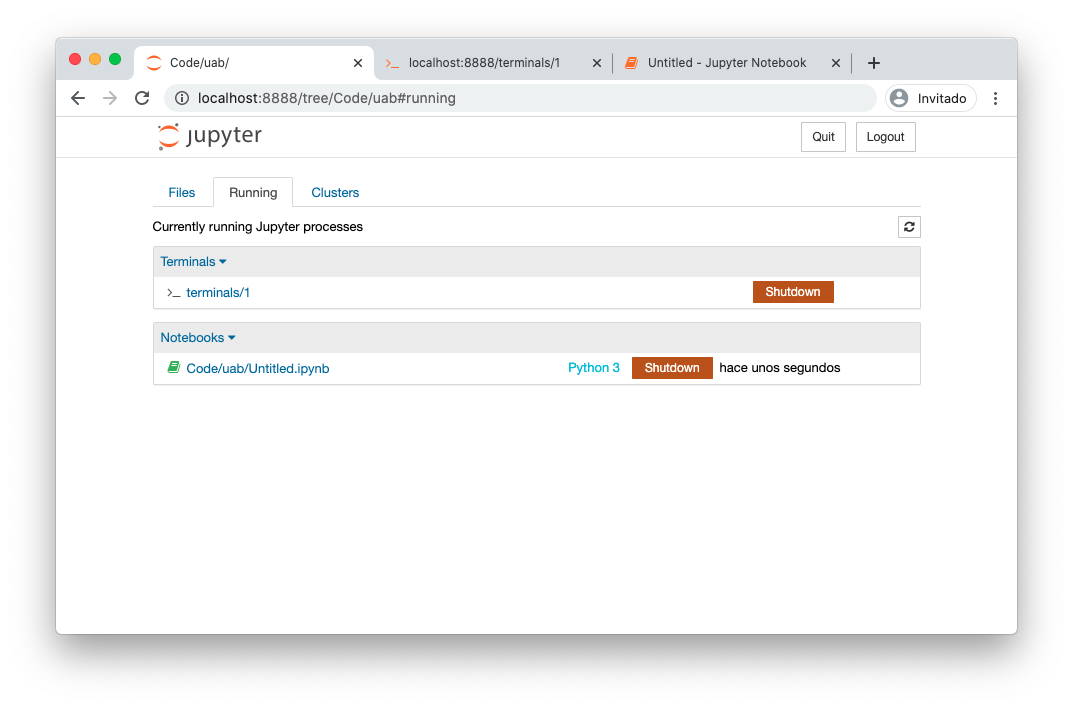 Code/uab/
localhost:8888/terminals/1
Untitled - Jupyter Notebook
localhost:8888/tree/Code/uab#running
Invitado
jupyter
Quit
Logout
Files
Running
Clusters
Currently running Jupyter processes
Terminals
>_ terminals/1
Shutdown
Notebooks
Code/uab/Untitled.ipynb
Python 3
Shutdown
hace unos segundos